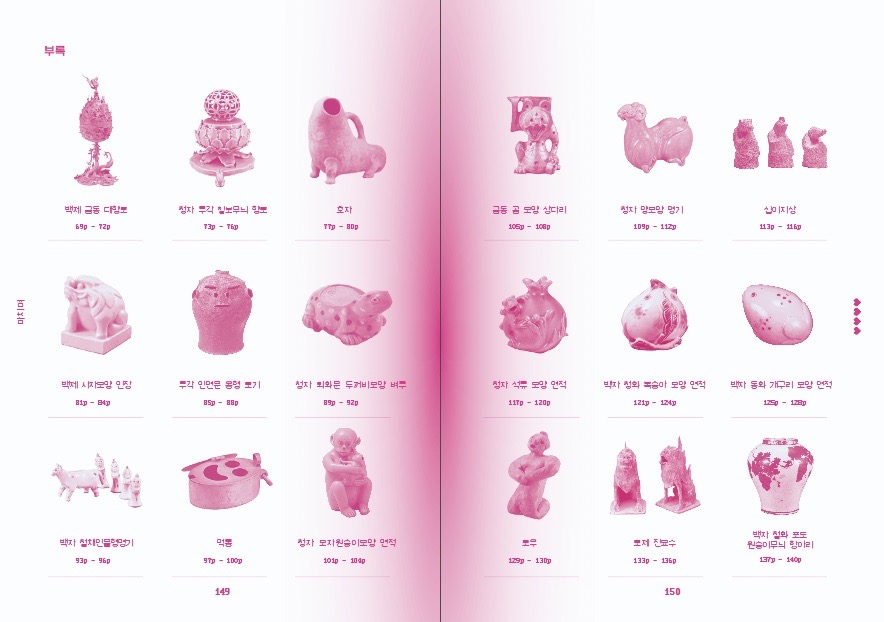 부록
백제 금동 대향로
69p - 72p
청자 투각 칠보무늬 향로
73p - 76p
호자
77p - 80p
백제 사자모양 인장
81p - 84p
투각 인면문 원형 토기
85p - 88p
청자 퇴화문 두꺼비모양 벼루
89p - 92p
백자 철채인물형명기
93p - 96p
먹통
97p - 100p
청자 모자원숭이모양 연적
101p - 104p
마치며
149
금동 곰 모양 상다리
105p - 108p
청자 양모양 명기
109p - 112p
십이지상
113p - 116p
청자 석류 모양 연적
117p - 120p
백자 청화 복숭아 모양 연적
121p - 124p
백자 동화 개구리 모양 연적
125p - 128p
토우
129p - 130p
토제 진묘수
133p - 136p
백자 철화 포도
원숭이무늬 항아리
137p - 140p
150